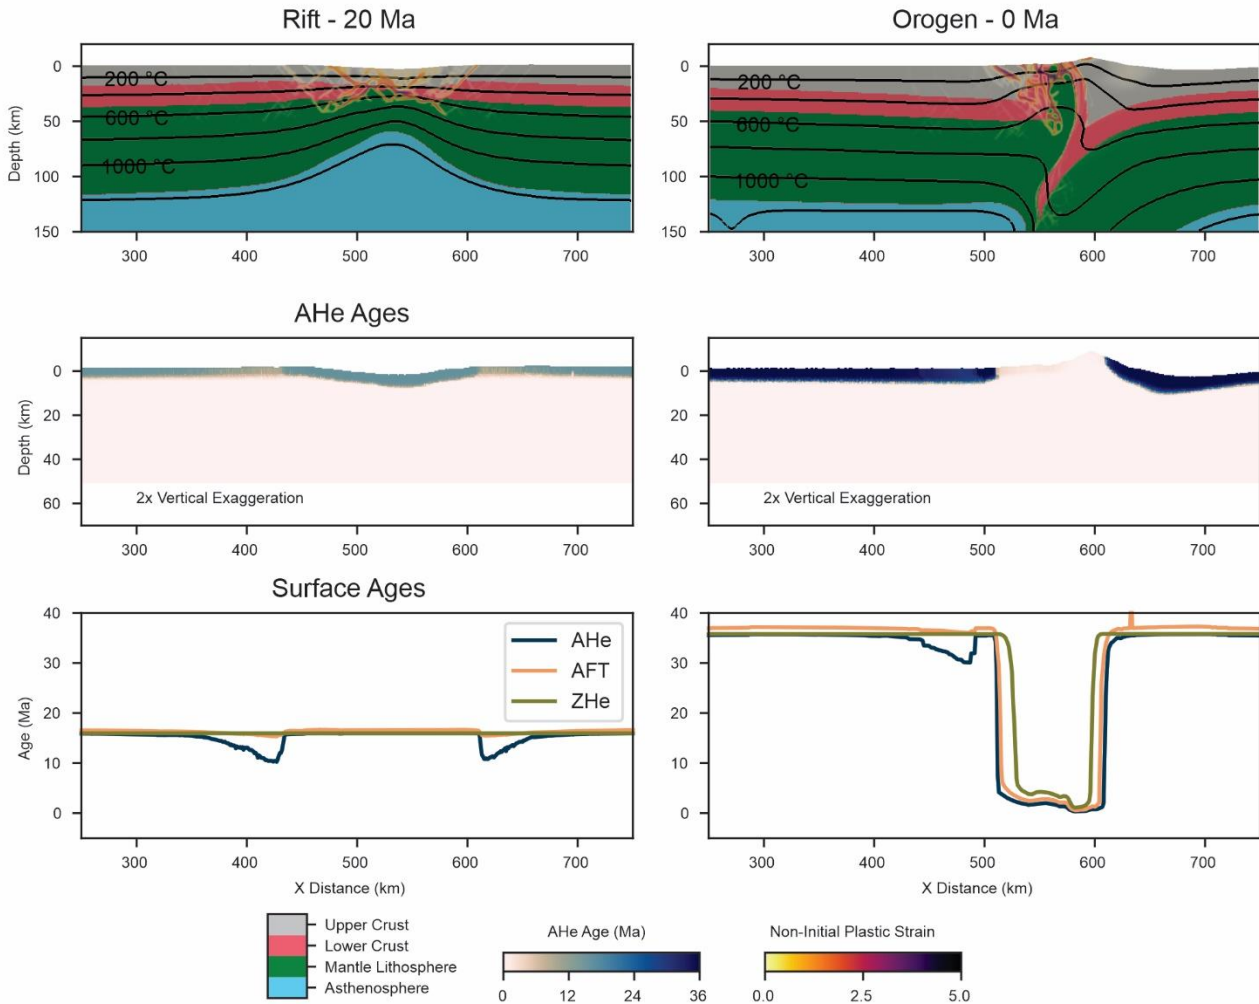 Rift - 20 Ma
Orogen - 0 Ma
Depth (km)
0
50
100
150
200 °C
600 °C
1000 °C
300
400
500
600
700
0
50
100
150
200 °C
600 °C
1000 °C
300
400
500
600
700
AHe Ages
Depth (km)
0
20
40
60
2x Vertical Exaggeration
300
400
500
600
700
0
20
40
60
2x Vertical Exaggeration
300
400
500
600
700
Surface Ages
Age (Ma)
40
30
20
10
0
AHe
AFT
ZHe
300
400
500
600
700
X Distance (km)
40
30
20
10
0
300
400
500
600
700
X Distance (km)
Upper Crust
Lower Crust
Mantle Lithosphere
Asthenosphere
AHe Age (Ma)
0
12
24
36
Non-Initial Plastic Strain
0.0
2.5
5.0